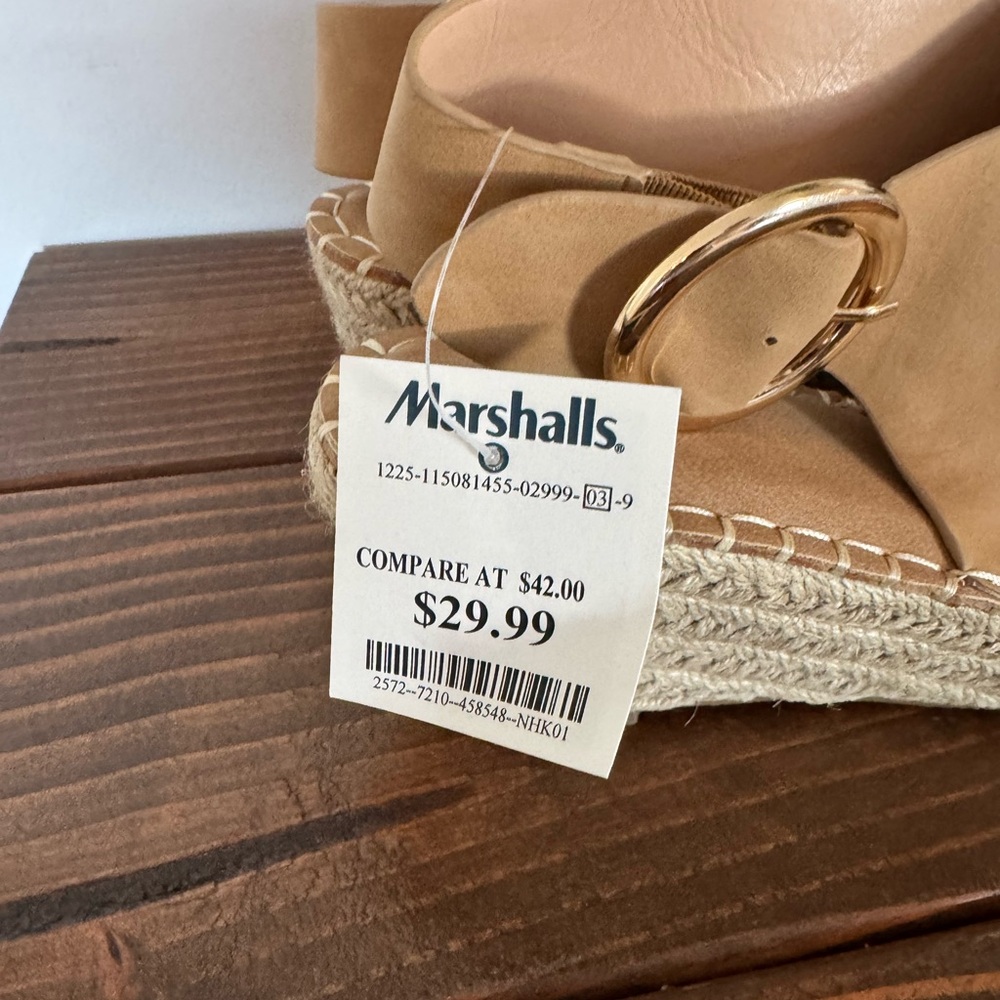 Marshalls®
1225-115081455-02999-03-9
COMPARE AT $42.00
$29.99
2572--7210--458548--NHK01